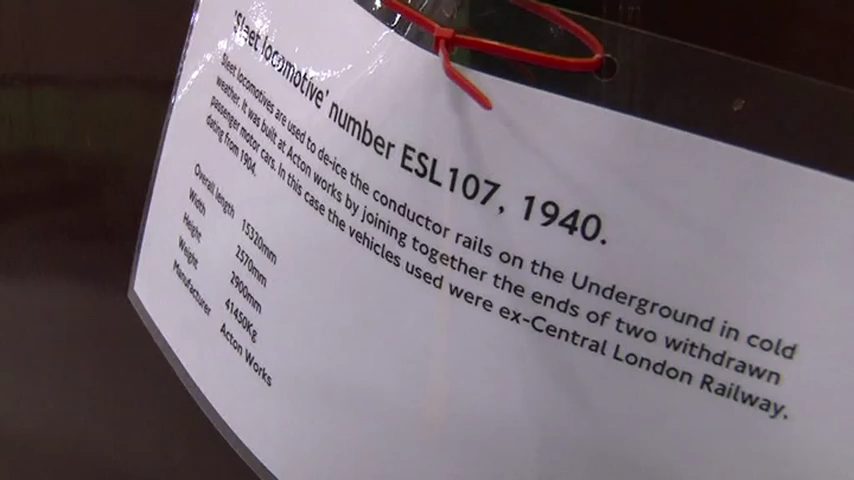 'Sleet locomotive' number ESL107, 1940.
Sleet locomotives are used to de-ice the conductor rails on the Underground in cold
weather. It was built at Acton works by joining together the ends of two withdrawn
passenger motor cars. In this case the vehicles used were ex-Central London Railway,
dating from 1904.
Overall length 15320mm
Width 2570mm
Height 2900mm
Weight 41450Kg
Manufacturer Acton Works